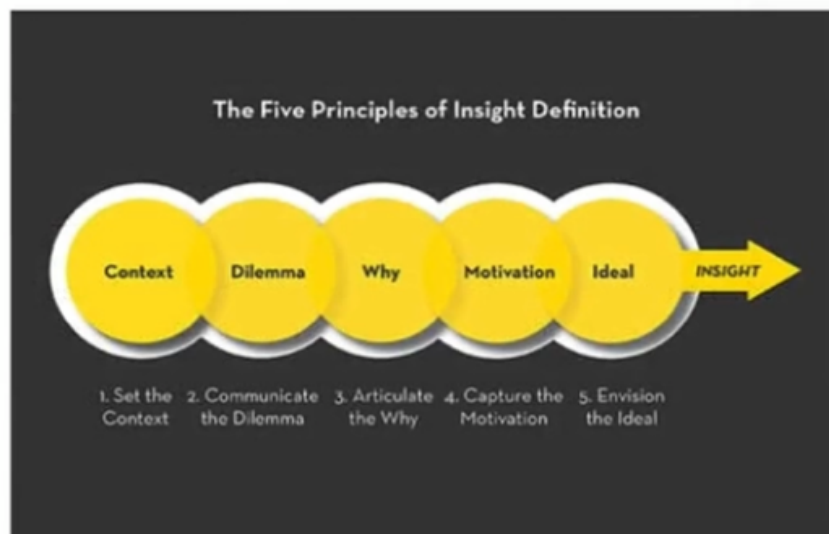 The Five Principles of Insight Definition
Context
Dilemma
Why
Motivation
Ideal
INSIGHT
1. Set the
Context
2. Communicate
the Dilemma
3. Articulate
the Why
4. Capture the
Motivation
5. Envision
the Ideal